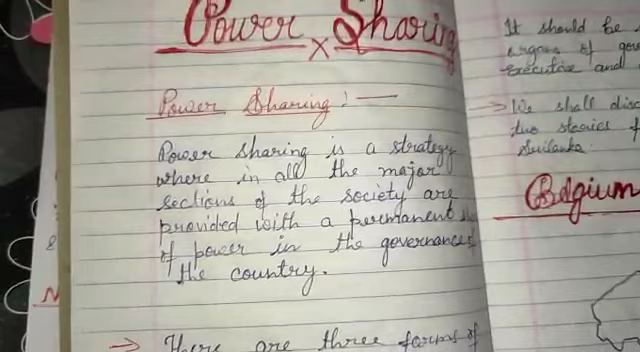 Power Sharing
Power Sharing :—
Power sharing is a strategy
where in all the major
sections of the society are
provided with a permanent
of power in the governance
the country.
→ There are three forms of
It should be
organs of
executive and
→ We shall
two stories of
Srilanka.
Belgium